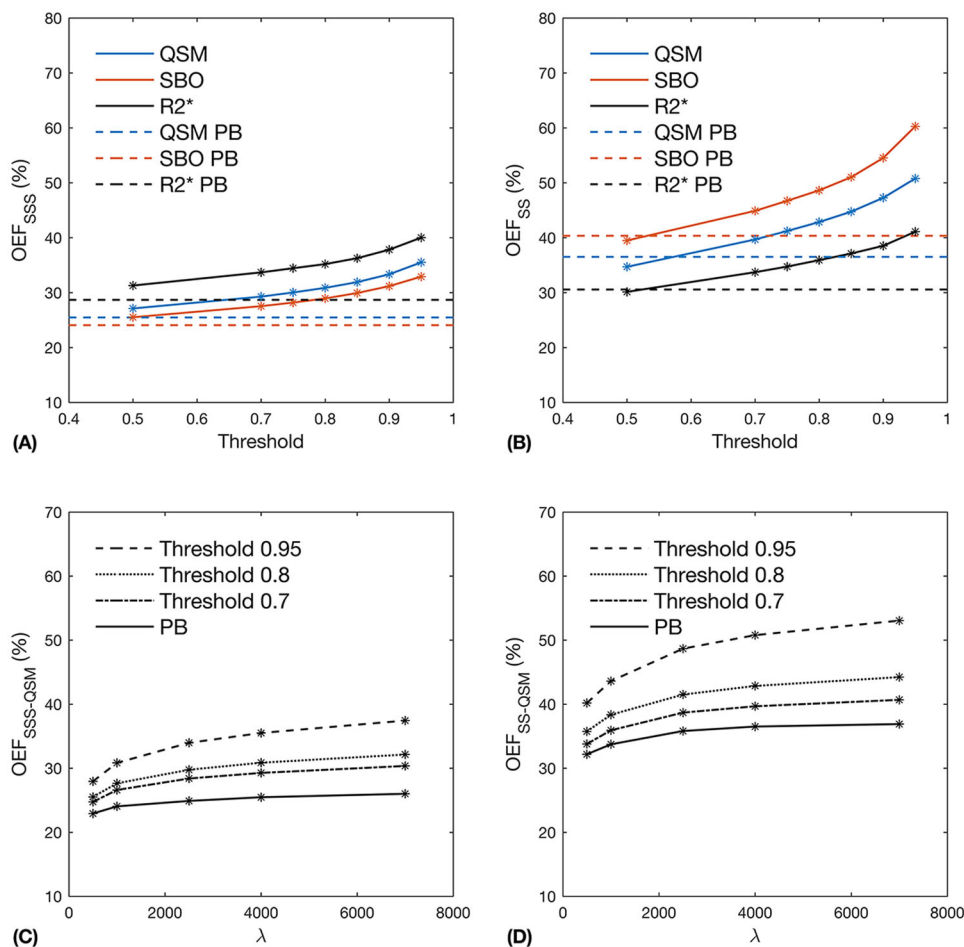 80
70
60
50
40
30
20
10
OEF_SSS (%)
QSM
SBO
R2*
QSM PB
SBO PB
R2* PB
0.4 0.5 0.6 0.7 0.8 0.9 1
Threshold
(A)
80
70
60
50
40
30
20
10
OEF_SS (%)
QSM
SBO
R2*
QSM PB
SBO PB
R2* PB
0.4 0.5 0.6 0.7 0.8 0.9 1
Threshold
(B)
70
60
50
40
30
20
10
OEF_SSS-QSM (%)
Threshold 0.95
Threshold 0.8
Threshold 0.7
PB
0 2000 4000 6000 8000
λ
(C)
70
60
50
40
30
20
10
OEF_SS-QSM (%)
Threshold 0.95
Threshold 0.8
Threshold 0.7
PB
0 2000 4000 6000 8000
λ
(D)